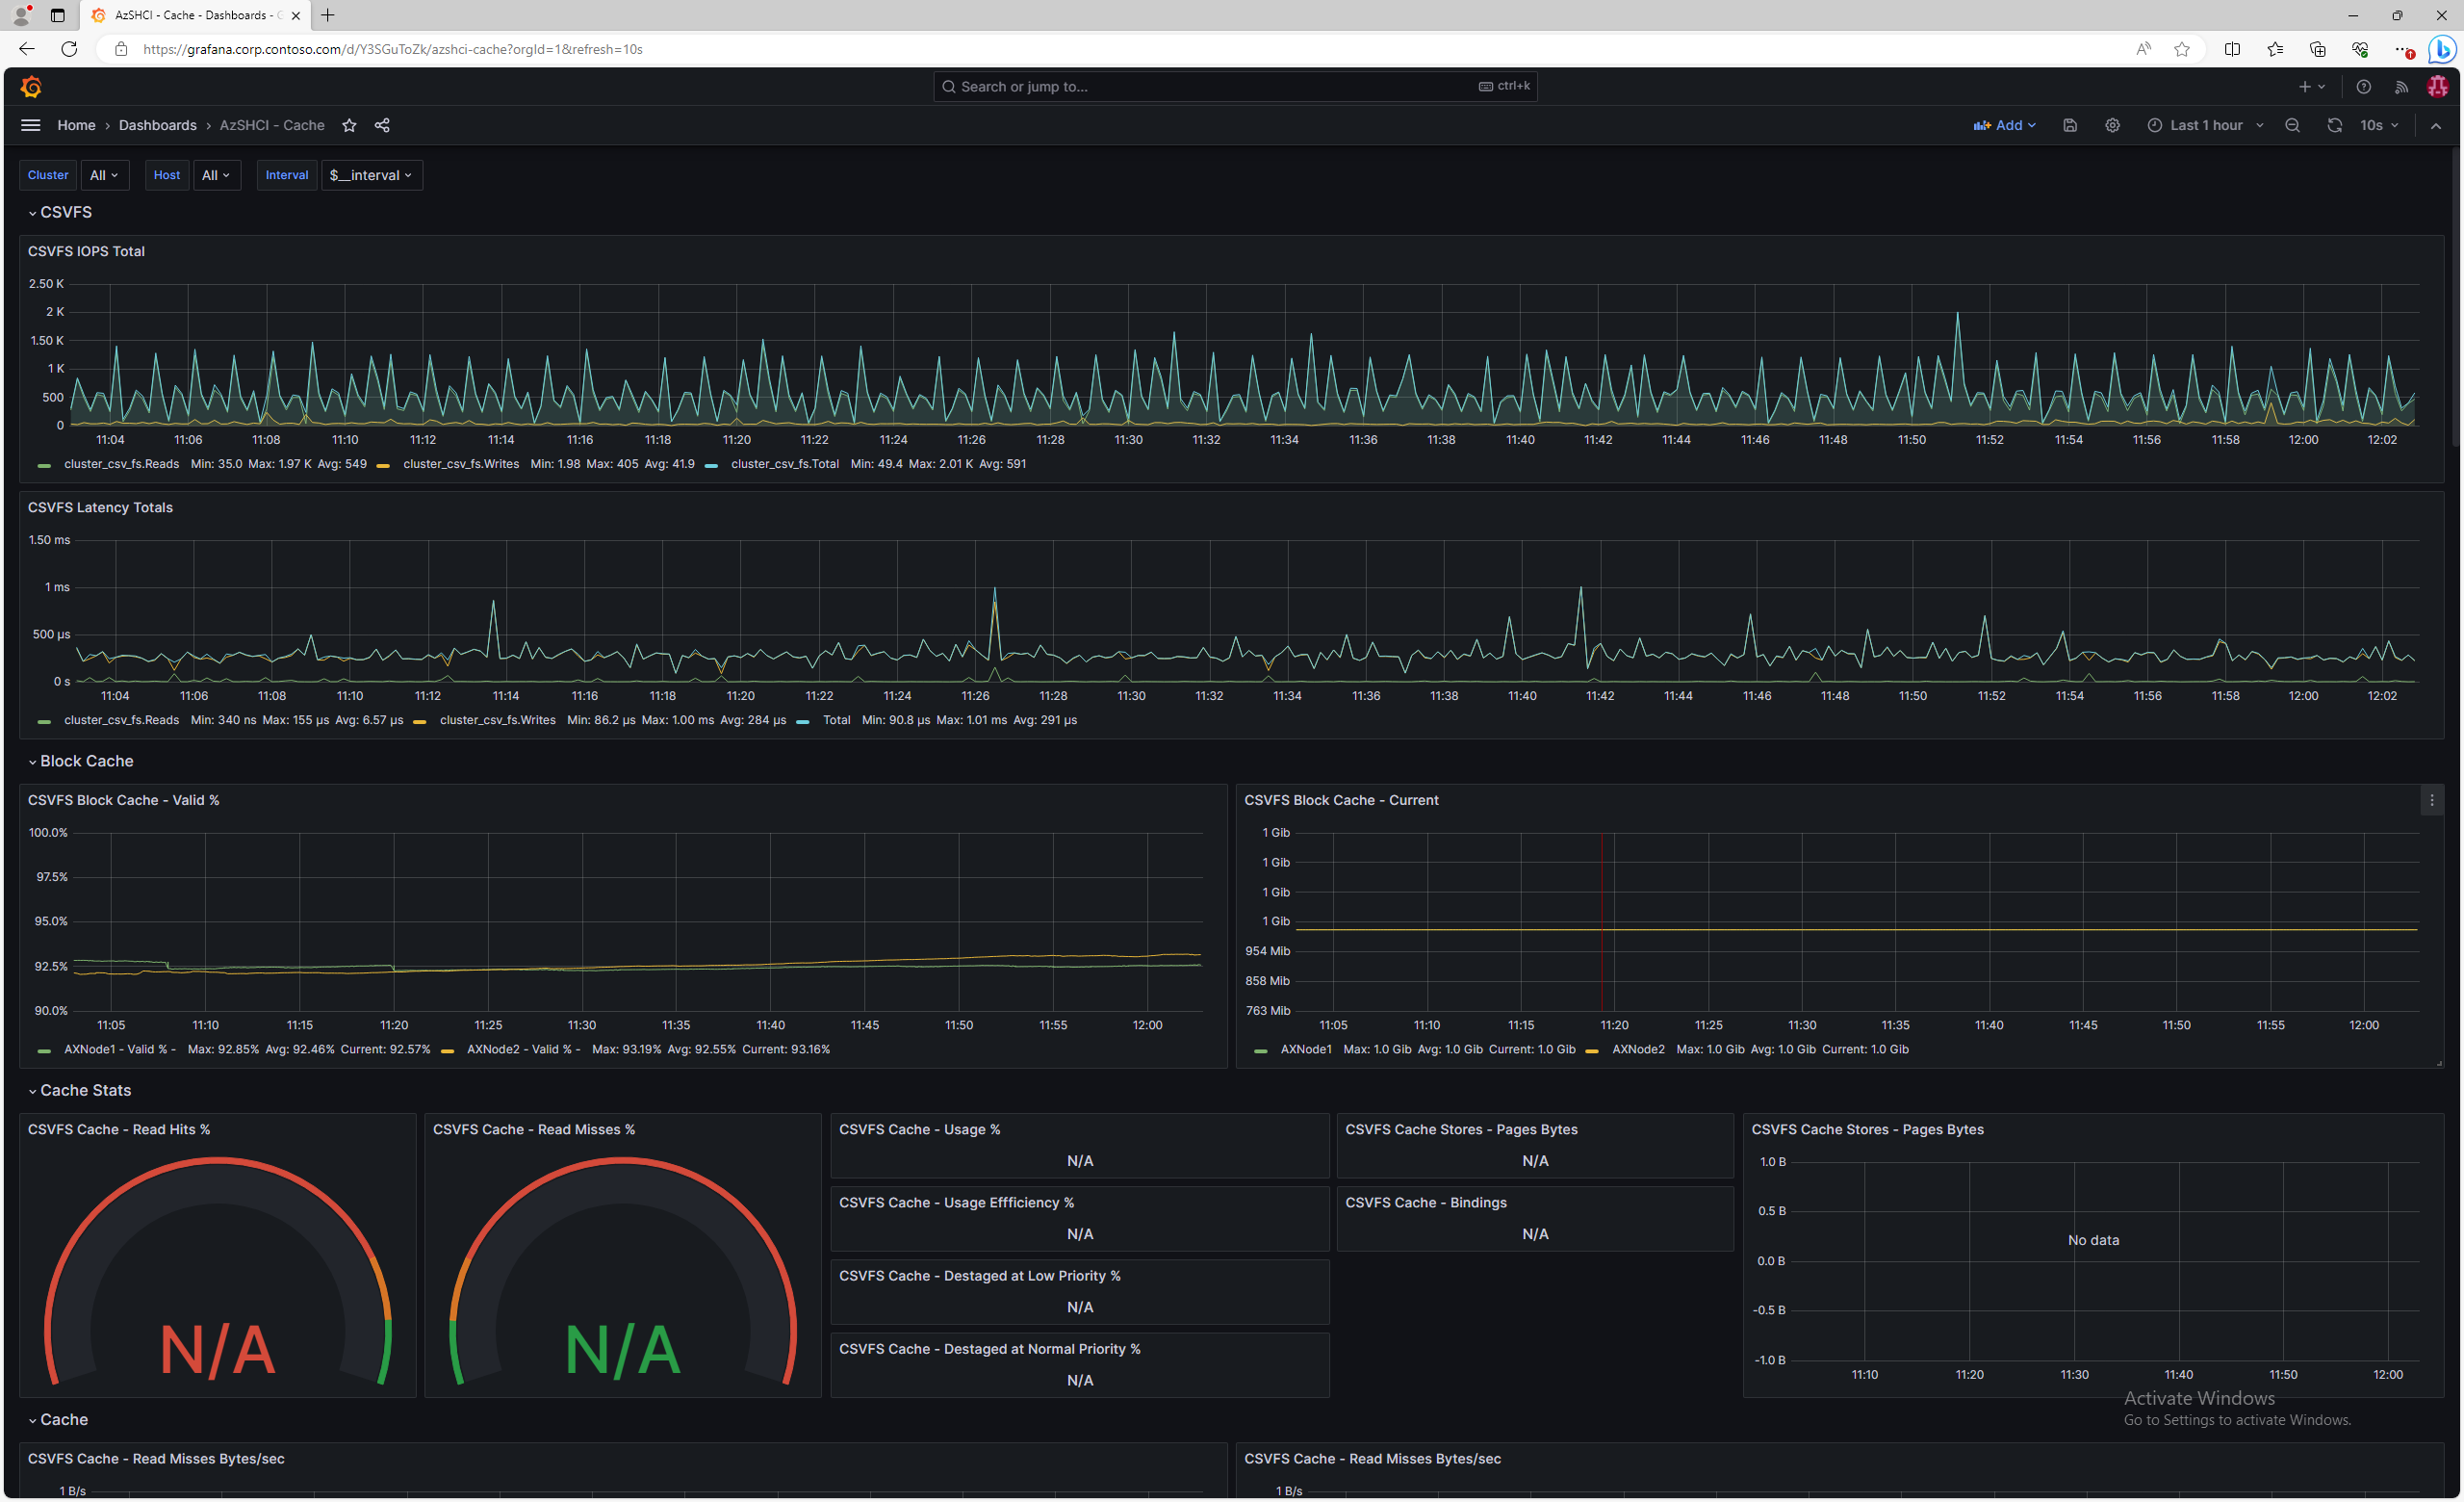 AzSHCI - Cache - Dashboards - G
https://grafana.corp.contoso.com/d/Y3SGuToZk/azshci-cache?orgId=1&refresh=10s
Search or jump to... ctrl+k
Home › Dashboards › AzSHCI - Cache Add Last 1 hour 10s
Cluster All Host All Interval $__interval
CSVFS
CSVFS IOPS Total
2.50 K
2 K
1.50 K
1 K
500
0
11:04 11:06 11:08 11:10 11:12 11:14 11:16 11:18 11:20 11:22 11:24 11:26 11:28 11:30 11:32 11:34 11:36 11:38 11:40 11:42 11:44 11:46 11:48 11:50 11:52 11:54 11:56 11:58 12:00 12:02
cluster_csv_fs.Reads Min: 35.0 Max: 1.97 K Avg: 549 cluster_csv_fs.Writes Min: 1.98 Max: 405 Avg: 41.9 cluster_csv_fs.Total Min: 49.4 Max: 2.01 K Avg: 591
CSVFS Latency Totals
1.50 ms
1 ms
500 µs
0 s
11:04 11:06 11:08 11:10 11:12 11:14 11:16 11:18 11:20 11:22 11:24 11:26 11:28 11:30 11:32 11:34 11:36 11:38 11:40 11:42 11:44 11:46 11:48 11:50 11:52 11:54 11:56 11:58 12:00 12:02
cluster_csv_fs.Reads Min: 340 ns Max: 155 µs Avg: 6.57 µs cluster_csv_fs.Writes Min: 86.2 µs Max: 1.00 ms Avg: 284 µs Total Min: 90.8 µs Max: 1.01 ms Avg: 291 µs
Block Cache
CSVFS Block Cache - Valid %
100.0%
97.5%
95.0%
92.5%
90.0%
11:05 11:10 11:15 11:20 11:25 11:30 11:35 11:40 11:45 11:50 11:55 12:00
AXNode1 - Valid % - Max: 92.85% Avg: 92.46% Current: 92.57% AXNode2 - Valid % - Max: 93.19% Avg: 92.55% Current: 93.16%
CSVFS Block Cache - Current
1 Gib
1 Gib
1 Gib
1 Gib
954 Mib
858 Mib
763 Mib
11:05 11:10 11:15 11:20 11:25 11:30 11:35 11:40 11:45 11:50 11:55 12:00
AXNode1 Max: 1.0 Gib Avg: 1.0 Gib Current: 1.0 Gib AXNode2 Max: 1.0 Gib Avg: 1.0 Gib Current: 1.0 Gib
Cache Stats
CSVFS Cache - Read Hits %
N/A
CSVFS Cache - Read Misses %
N/A
CSVFS Cache - Usage %
N/A
CSVFS Cache - Usage Effficiency %
N/A
CSVFS Cache - Destaged at Low Priority %
N/A
CSVFS Cache - Destaged at Normal Priority %
N/A
CSVFS Cache Stores - Pages Bytes
N/A
CSVFS Cache - Bindings
N/A
CSVFS Cache Stores - Pages Bytes
1.0 B
0.5 B
0.0 B
-0.5 B
-1.0 B
No data
11:10 11:20 11:30 11:40 11:50 12:00
Activate Windows
Go to Settings to activate Windows.
Cache
CSVFS Cache - Read Misses Bytes/sec
1 B/s
CSVFS Cache - Read Misses Bytes/sec
1 B/s